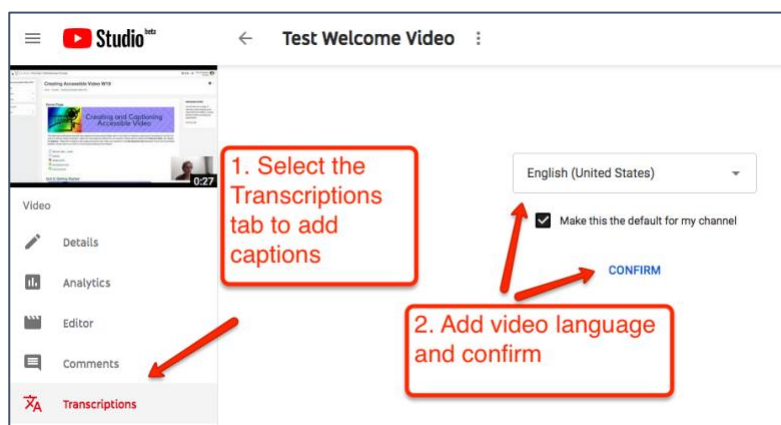 Studio beta
Test Welcome Video
Creating Accessible Video W18
Creating and Captioning
Accessible Video
0:27
1. Select the
Transcriptions
tab to add
captions
English (United States)
Make this the default for my channel
CONFIRM
2. Add video language
and confirm
Video
Details
Analytics
Editor
Comments
Transcriptions